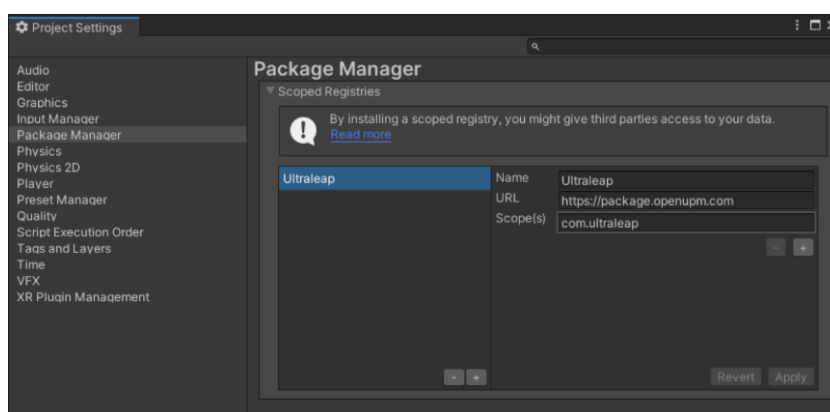 Project Settings
Audio
Editor
Graphics
Input Manager
Package Manager
Physics
Physics 2D
Player
Preset Manager
Quality
Script Execution Order
Tags and Layers
Time
VFX
XR Plugin Management
Package Manager
Scoped Registries
By installing a scoped registry, you might give third parties access to your data.
Read more
Ultraleap
Name Ultraleap
URL https://package.openupm.com
Scope(s) com.ultraleap
- +
- +
Revert Apply